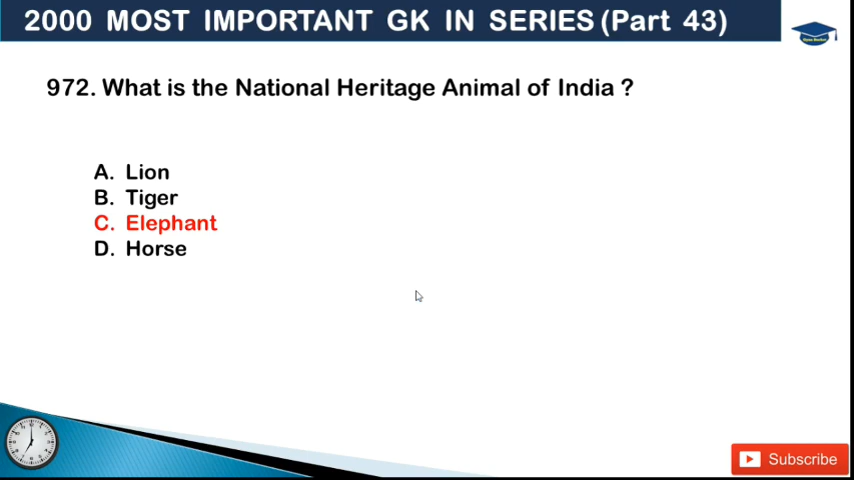 2000 MOST IMPORTANT GK IN SERIES (Part 43)
972. What is the National Heritage Animal of India ?
A. Lion
B. Tiger
C. Elephant
D. Horse
Subscribe